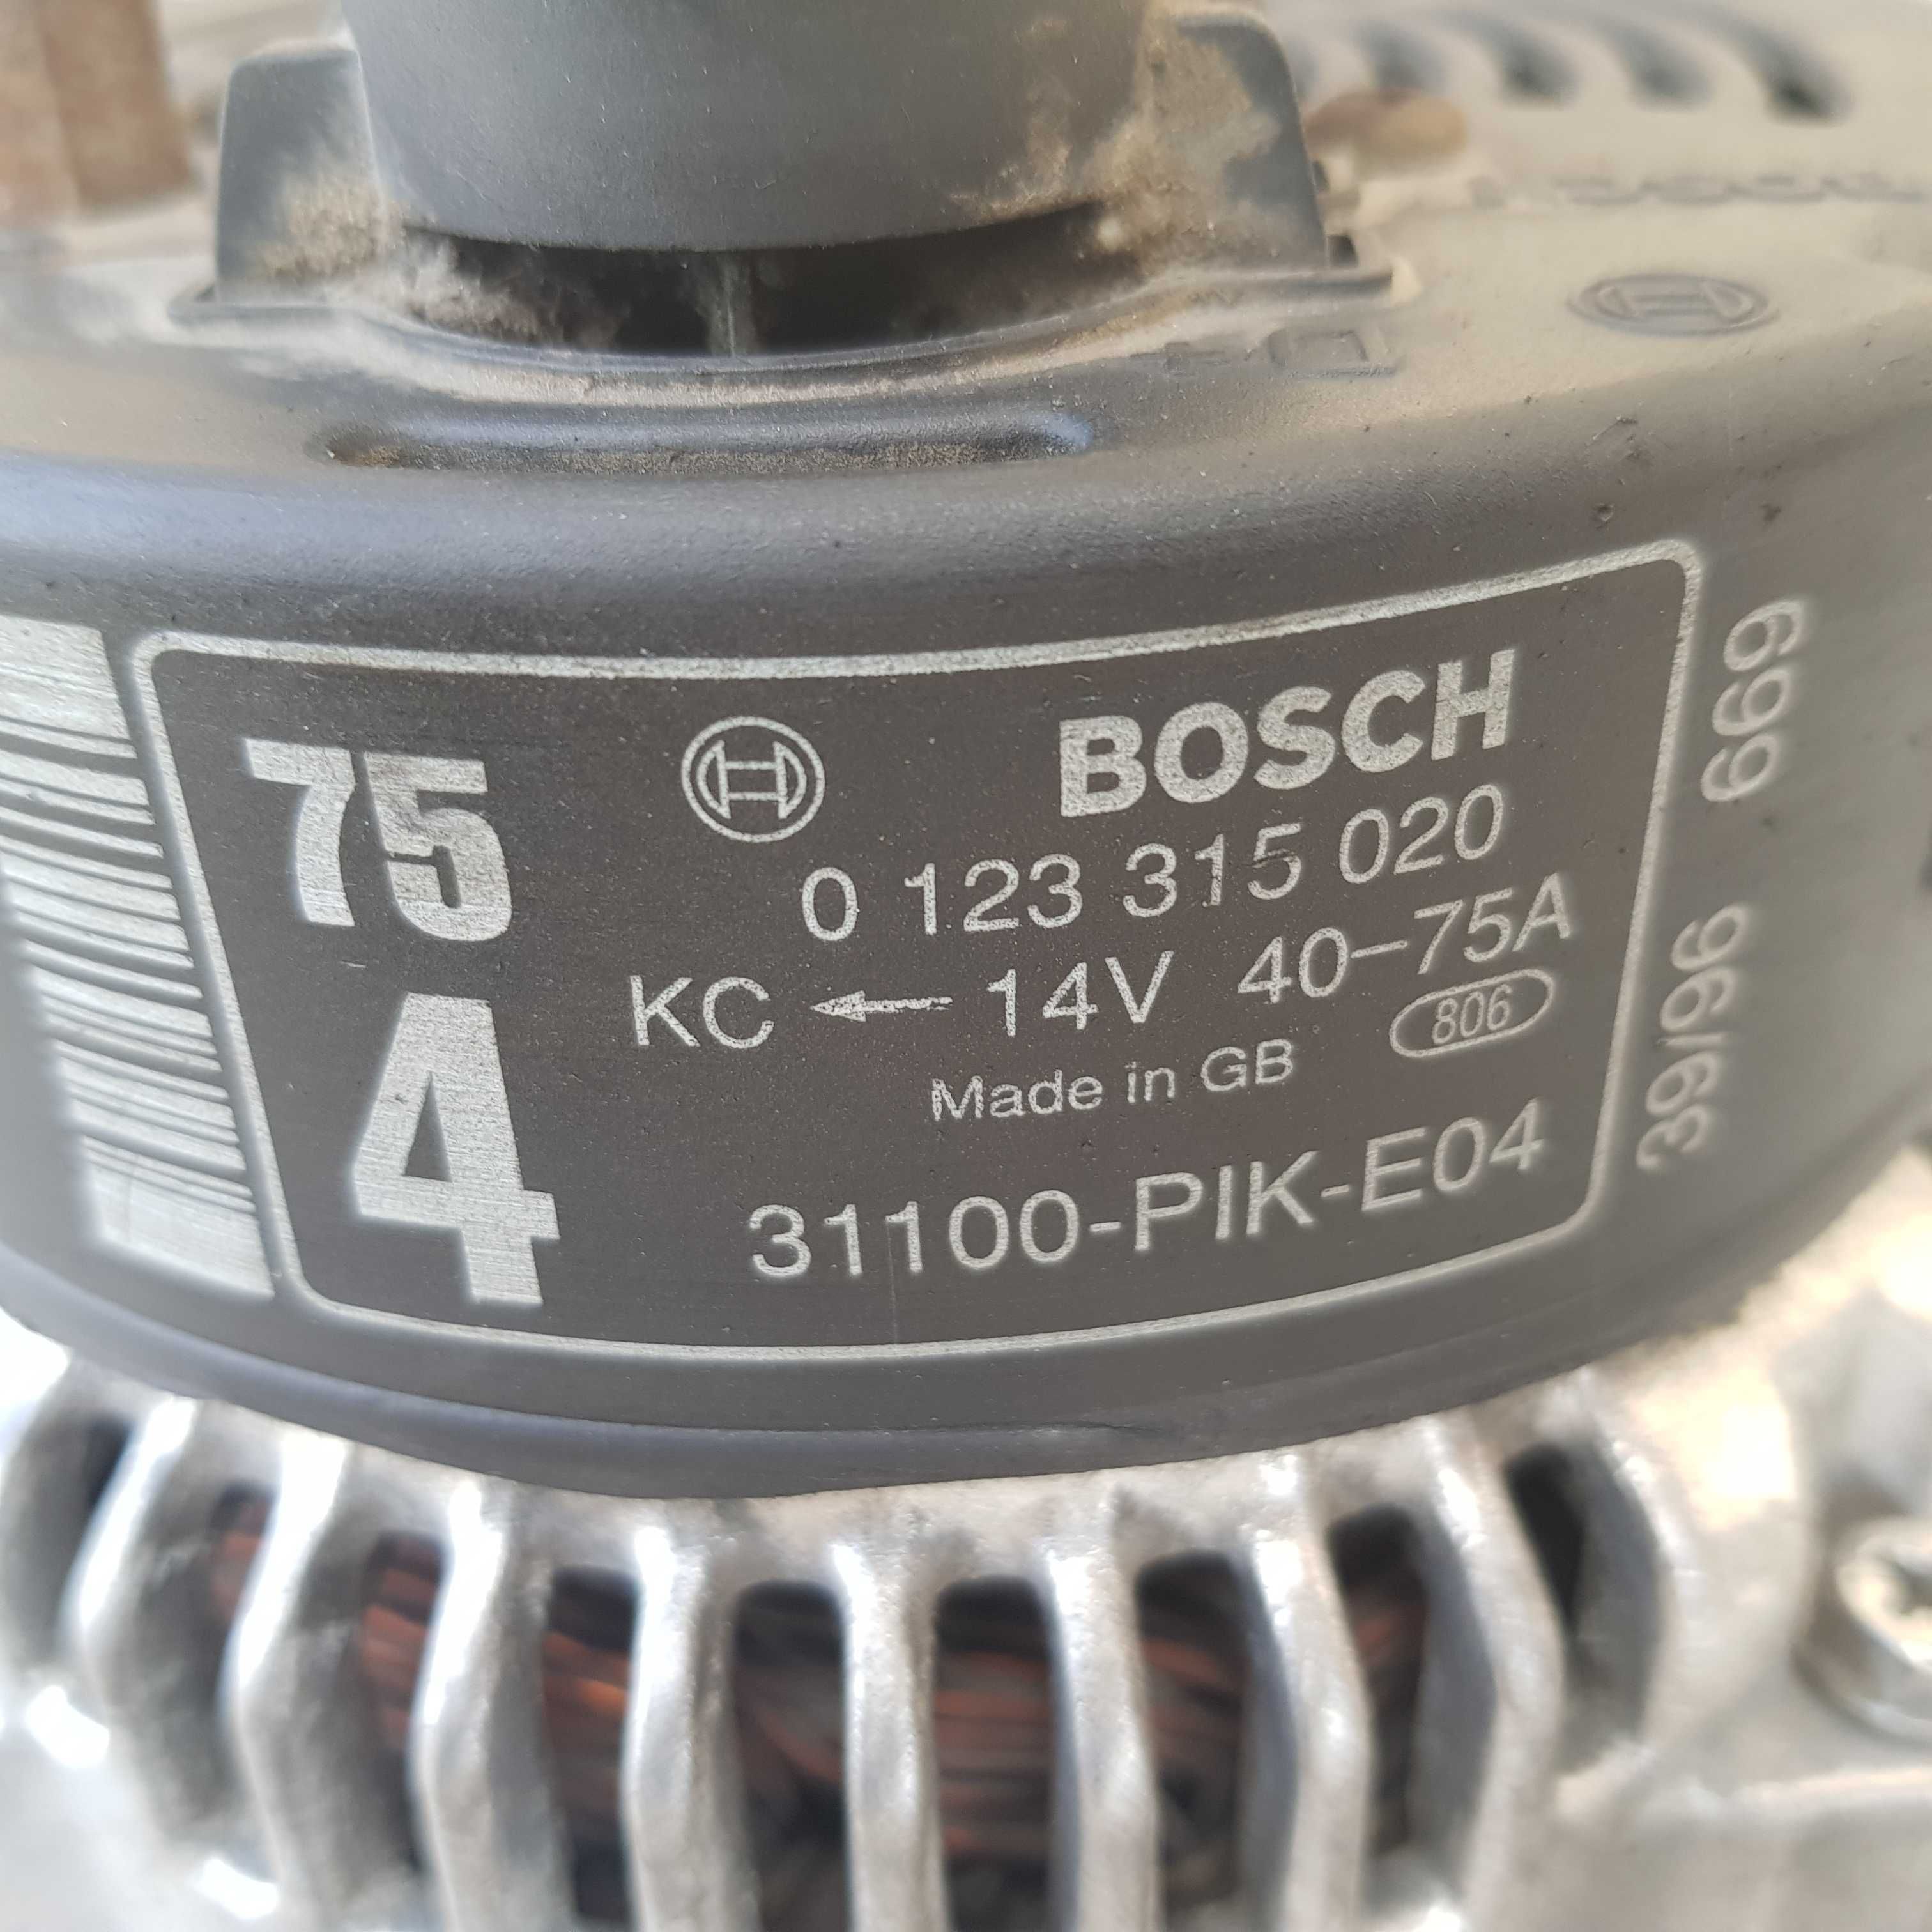 75
4
BOSCH
0 123 315 020
KC ← 14V 40–75A
806
Made in GB
31100-PIK-E04
39/96 669